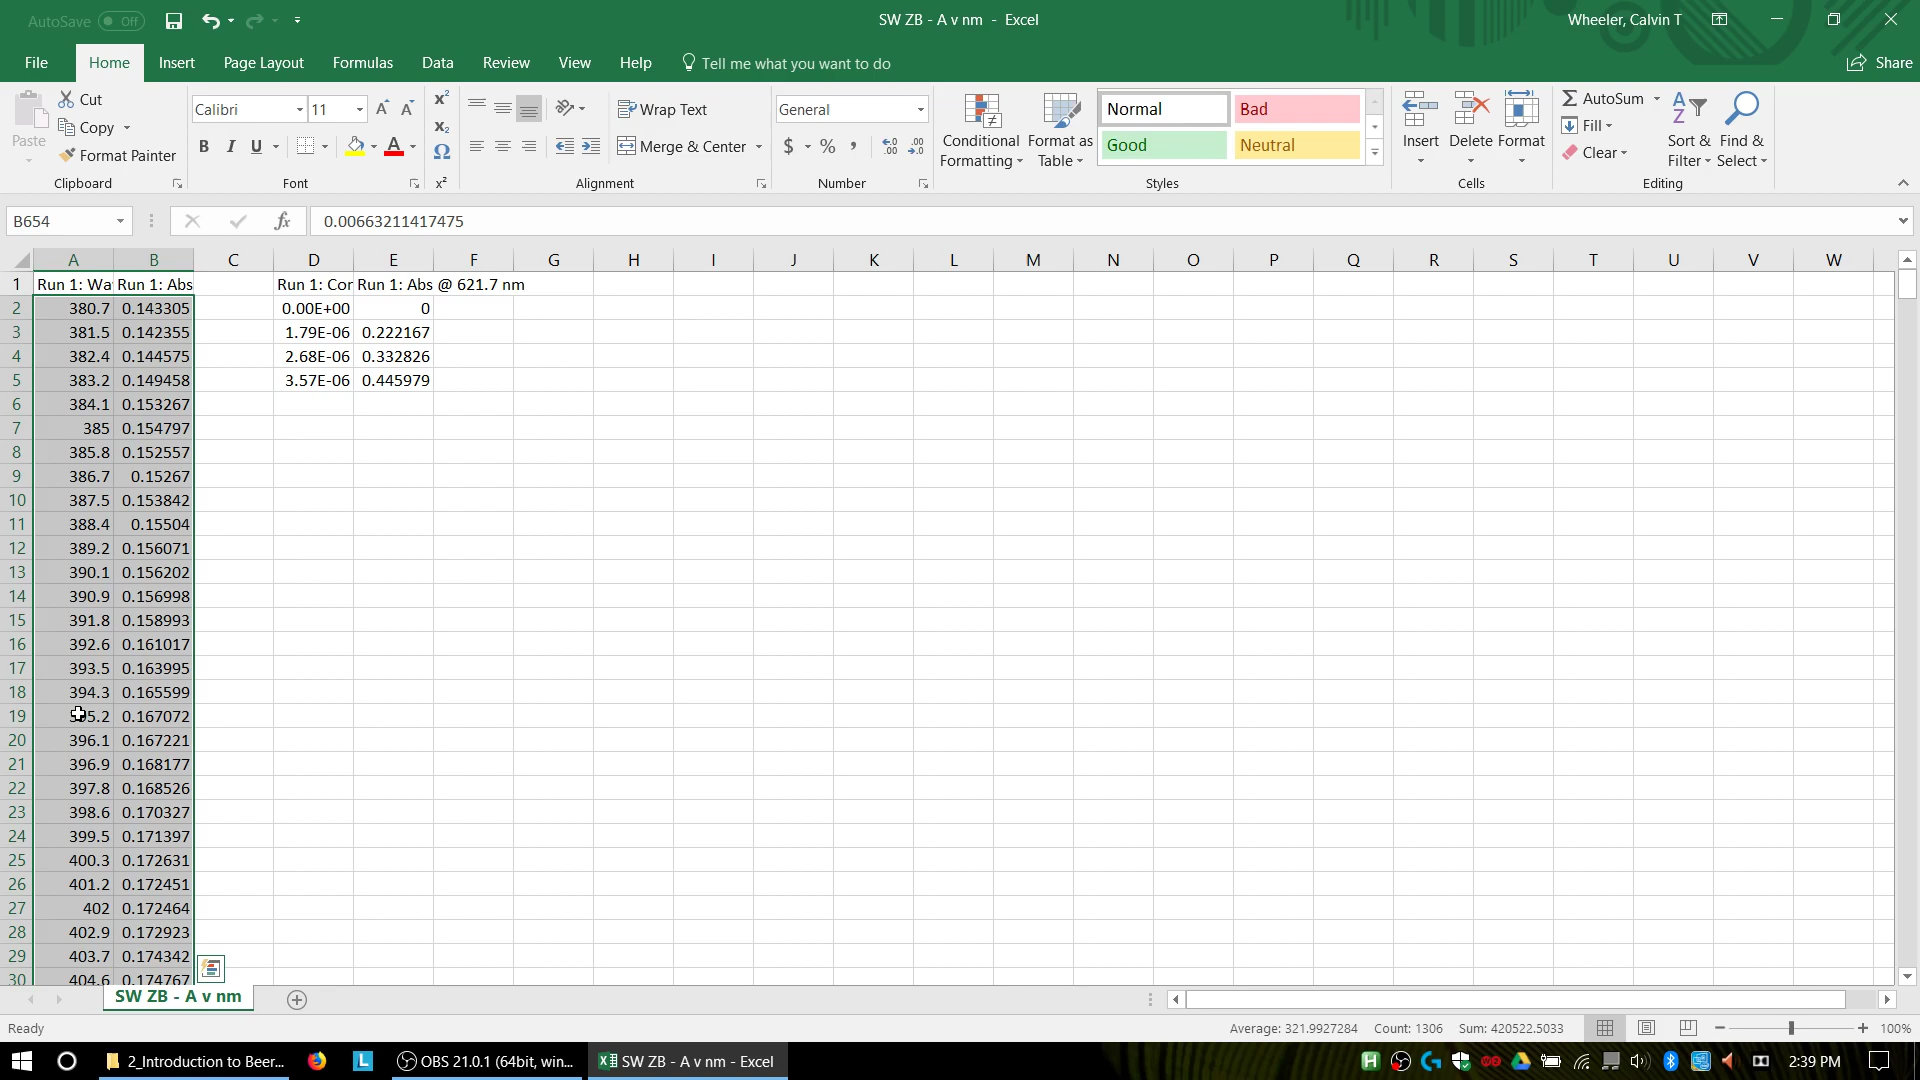 AutoSave Off
SW ZB - A v nm - Excel
Wheeler, Calvin T
File Home Insert Page Layout Formulas Data Review View Help Tell me what you want to do
Share
Paste
Cut
Copy
Format Painter
Clipboard
Calibri 11
B I U A
Font
x² x₂ Ω
x²
Wrap Text
Merge & Center
Alignment
General
$ % ,
Number
Conditional Formatting
Format as Table
Normal Bad
Good Neutral
Styles
Insert Delete Format
Cells
AutoSum
Fill
Clear
Sort & Filter
Find & Select
Editing
B654 fx 0.00663211417475
A B C D E F G H I J K L M N O P Q R S T U V W
1 Run 1: Wa Run 1: Abs Run 1: Cor Run 1: Abs @ 621.7 nm
2 380.7 0.143305 0.00E+00 0
3 381.5 0.142355 1.79E-06 0.222167
4 382.4 0.144575 2.68E-06 0.332826
5 383.2 0.149458 3.57E-06 0.445979
6 384.1 0.153267
7 385 0.154797
8 385.8 0.152557
9 386.7 0.15267
10 387.5 0.153842
11 388.4 0.15504
12 389.2 0.156071
13 390.1 0.156202
14 390.9 0.156998
15 391.8 0.158993
16 392.6 0.161017
17 393.5 0.163995
18 394.3 0.165599
19 0.167072
20 396.1 0.167221
21 396.9 0.168177
22 397.8 0.168526
23 398.6 0.170327
24 399.5 0.171397
25 400.3 0.172631
26 401.2 0.172451
27 402 0.172464
28 402.9 0.172923
29 403.7 0.174342
30 404.6 0.174767
SW ZB - A v nm
Ready
Average: 321.9927284 Count: 1306 Sum: 420522.5033
100%
2_Introduction to Beer...
L
OBS 21.0.1 (64bit, win...
SW ZB - A v nm - Excel
2:39 PM